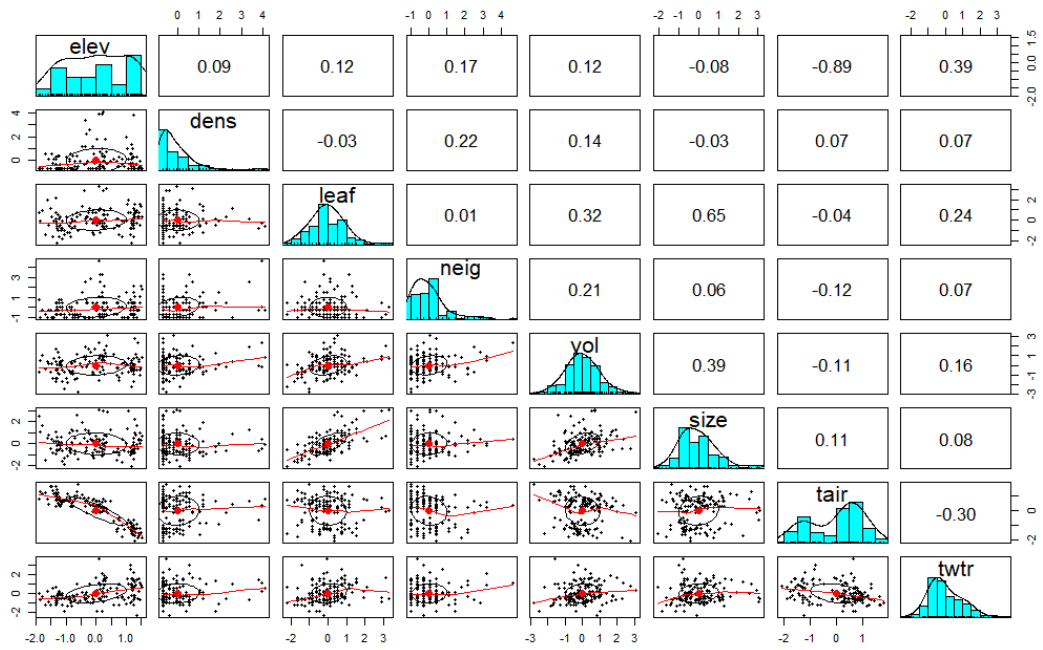 0 2 4 -1 0 1 2 3 4 -2 0 1 2 3 -2 0 1 2 3
elev 0.09 0.12 0.17 0.12 -0.08 -0.89 0.39 -2.0 0.0 1.5
0 2 4 dens -0.03 0.22 0.14 -0.03 0.07 0.07
leaf 0.01 0.32 0.65 -0.04 0.24 -2 0 2
-1 1 3 neig 0.21 0.06 -0.12 0.07
vol 0.39 -0.11 0.16 -3 -1 1 3
-2 0 2 size 0.11 0.08
tair -0.30 -2 0
-2 0 2 twtr
-2.0 -1.0 0.0 1.0 -2 0 1 2 3 -3 -1 0 1 2 3 -2 -1 0 1